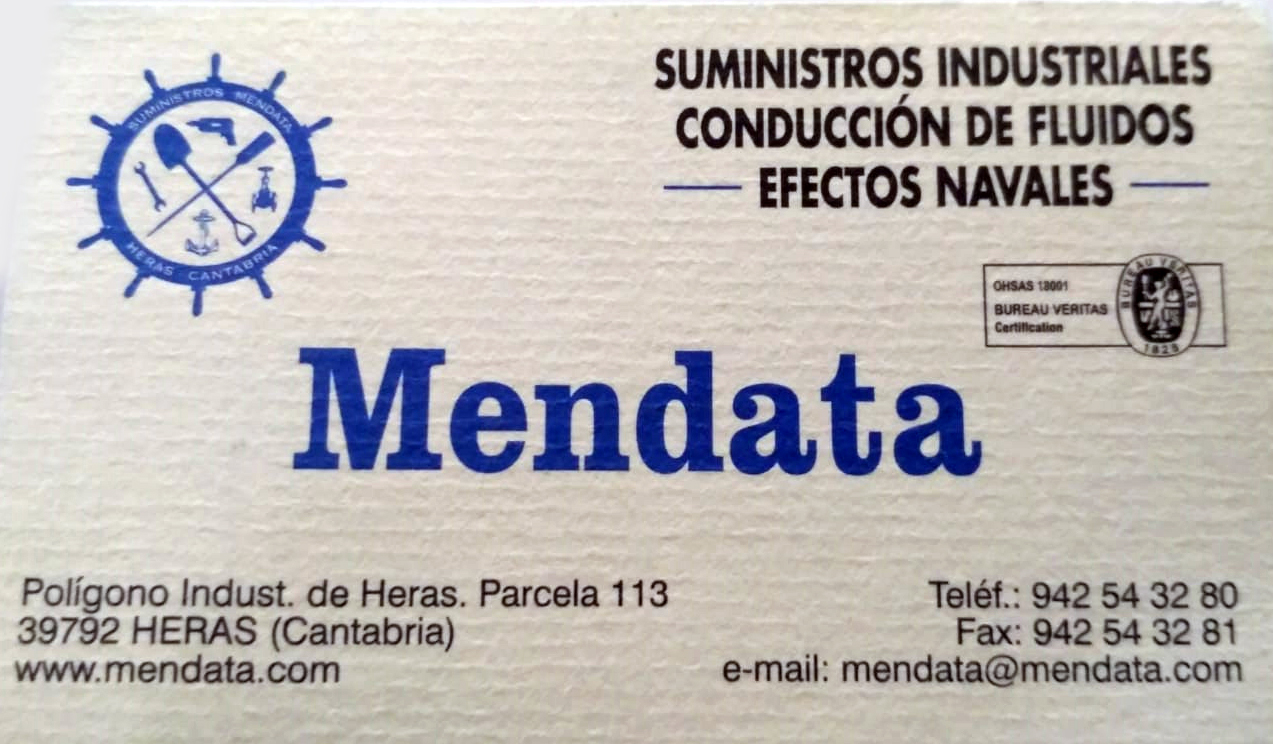 SUMINISTROS MENDATA
HERAS CANTABRIA
SUMINISTROS INDUSTRIALES
CONDUCCIÓN DE FLUIDOS
EFECTOS NAVALES
OHSAS 18001
BUREAU VERITAS
Certification
BUREAU VERITAS
1828
Mendata
Polígono Indust. de Heras. Parcela 113
39792 HERAS (Cantabria)
www.mendata.com
Teléf.: 942 54 32 80
Fax: 942 54 32 81
e-mail: mendata@mendata.com